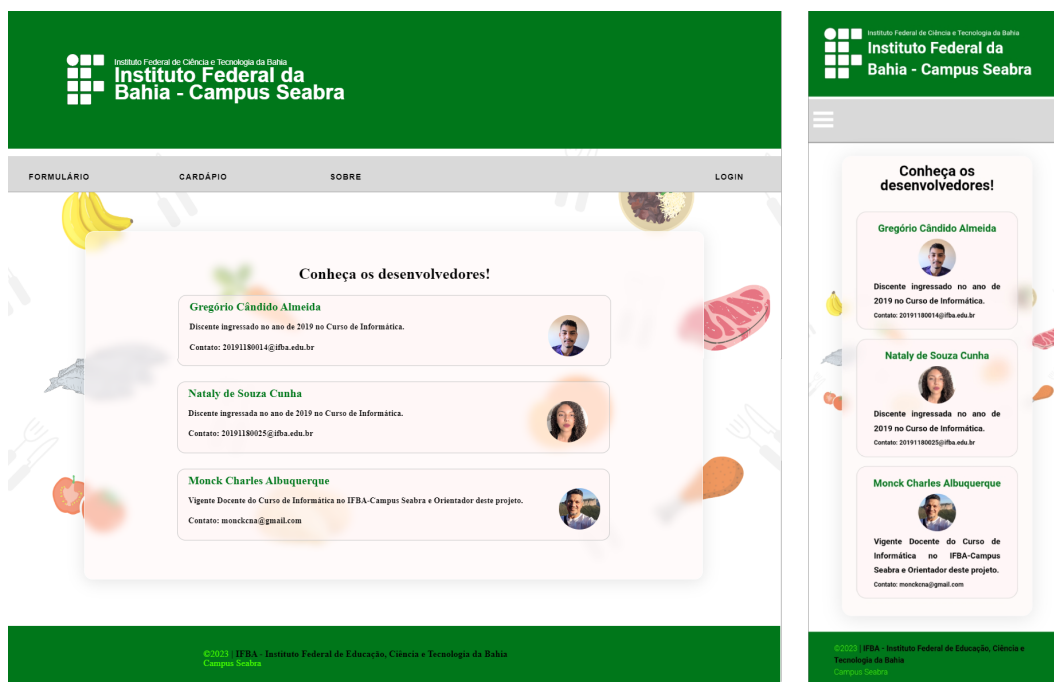 Instituto Federal de Ciência e Tecnologia da Bahia
Instituto Federal da
Bahia - Campus Seabra
FORMULÁRIO
CARDÁPIO
SOBRE
LOGIN
Conheça os desenvolvedores!
Gregório Cândido Almeida
Discente ingressado no ano de 2019 no Curso de Informática.
Contato: 20191180014@ifba.edu.br
Nataly de Souza Cunha
Discente ingressada no ano de 2019 no Curso de Informática.
Contato: 20191180025@ifba.edu.br
Monck Charles Albuquerque
Vigente Docente do Curso de Informática no IFBA-Campus Seabra e Orientador deste projeto.
Contato: monckcna@gmail.com
©2023 | IFBA - Instituto Federal de Educação, Ciência e Tecnologia da Bahia
Campus Seabra
Instituto Federal de Ciência e Tecnologia da Bahia
Instituto Federal da
Bahia - Campus Seabra
Conheça os
desenvolvedores!
Gregório Cândido Almeida
Discente ingressado no ano de
2019 no Curso de Informática.
Contato: 20191180014@ifba.edu.br
Nataly de Souza Cunha
Discente ingressada no ano de
2019 no Curso de Informática.
Contato: 20191180025@ifba.edu.br
Monck Charles Albuquerque
Vigente Docente do Curso de
Informática no IFBA-Campus
Seabra e Orientador deste projeto.
Contato: monckcna@gmail.com
©2023 | IFBA - Instituto Federal de Educação, Ciência e
Tecnologia da Bahia
Campus Seabra